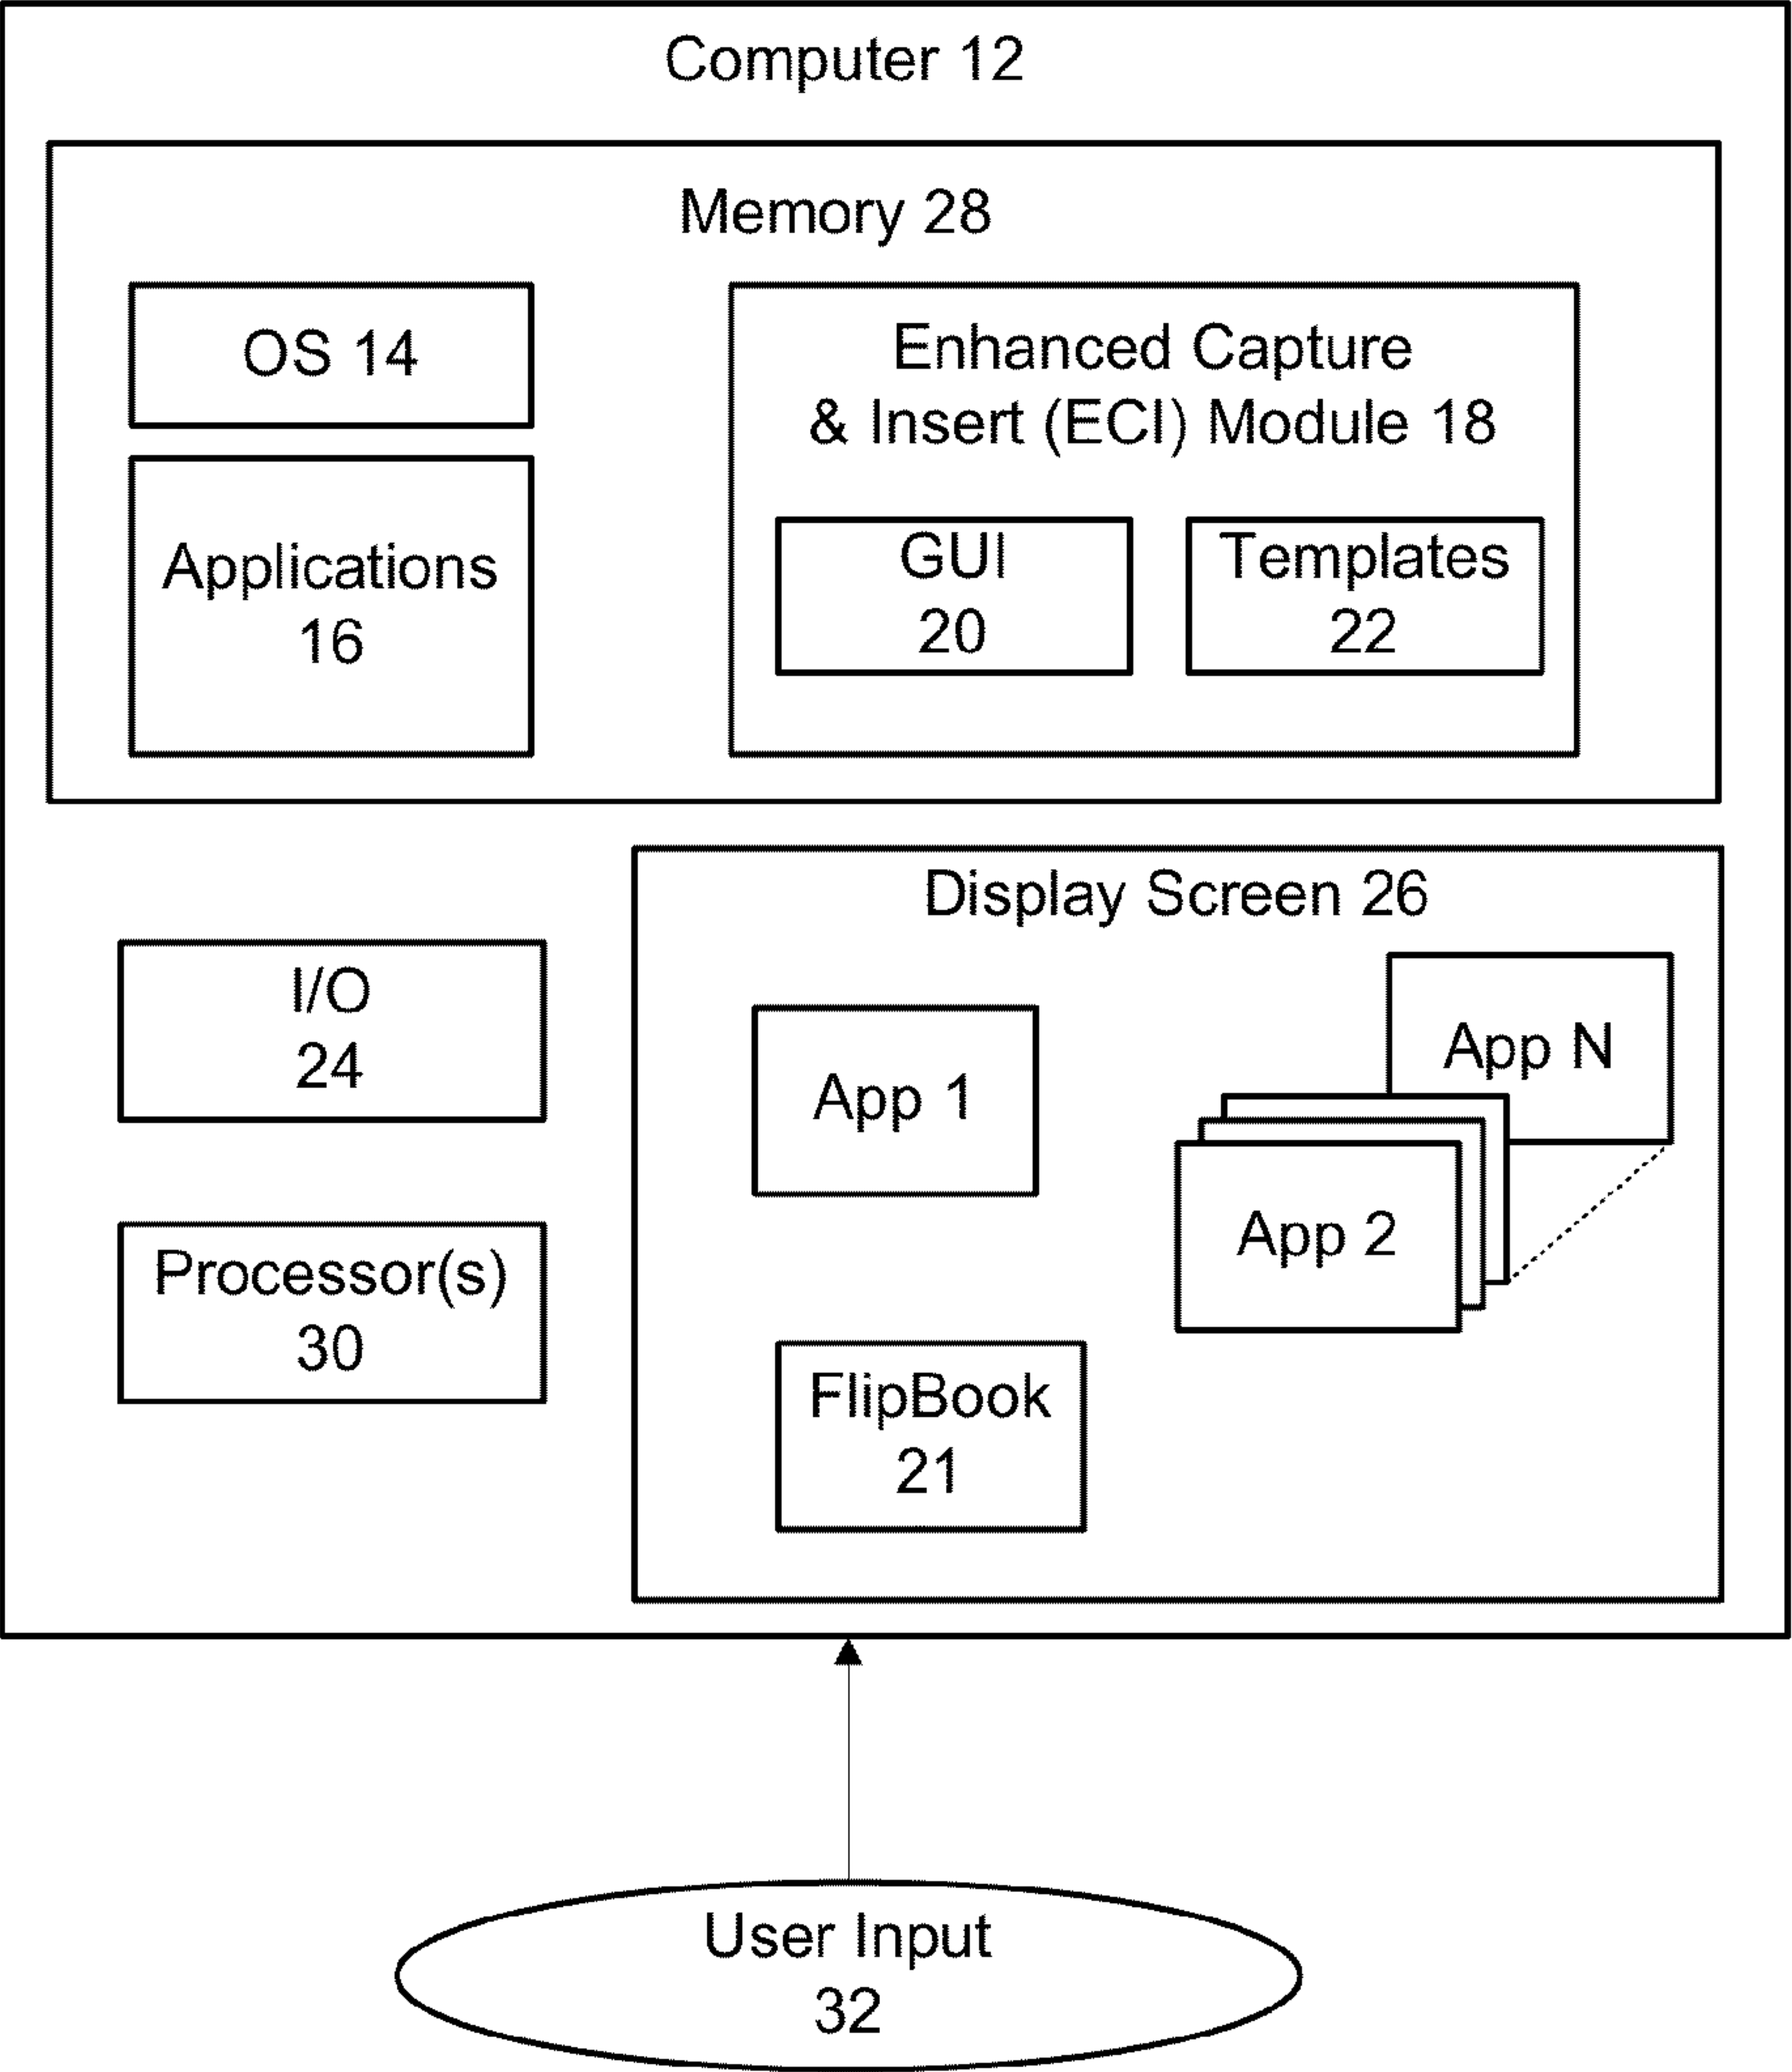 Computer 12
Memory 28
OS 14
Applications
16
Enhanced Capture
& Insert (ECI) Module 18
GUI
20
Templates
22
I/O
24
Processor(s)
30
Display Screen 26
App 1
App N
App 2
FlipBook
21
User Input
32